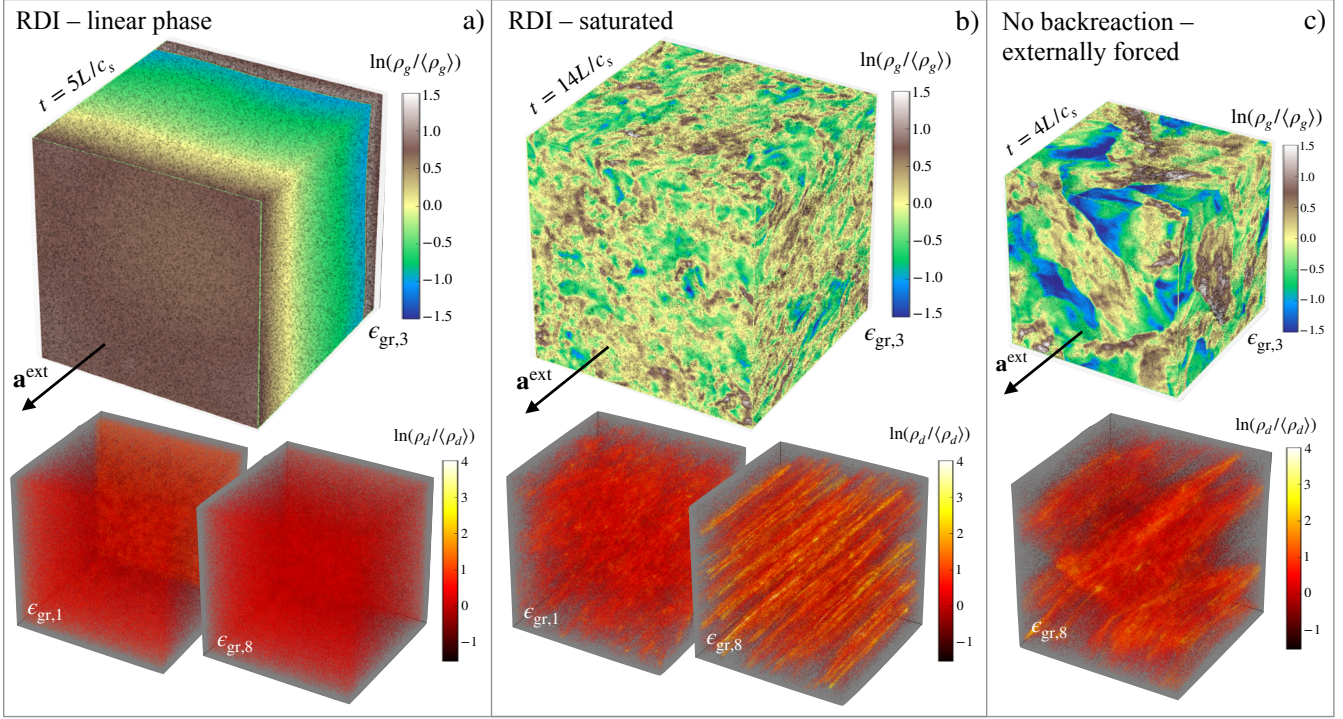 RDI – linear phase
a)
t = 5L/c_s
ln(ρ_g/⟨ρ_g⟩)
1.5
1.0
0.5
0.0
−0.5
−1.0
−1.5
ϵ_gr,3
a^ext
ln(ρ_d/⟨ρ_d⟩)
4
3
2
1
0
−1
ϵ_gr,1
ϵ_gr,8
RDI – saturated
b)
t = 14L/c_s
ln(ρ_g/⟨ρ_g⟩)
1.5
1.0
0.5
0.0
−0.5
−1.0
−1.5
ϵ_gr,3
a^ext
ln(ρ_d/⟨ρ_d⟩)
4
3
2
1
0
−1
ϵ_gr,1
ϵ_gr,8
No backreaction –
externally forced
c)
t = 4L/c_s
ln(ρ_g/⟨ρ_g⟩)
1.5
1.0
0.5
0.0
−0.5
−1.0
−1.5
ϵ_gr,3
a^ext
ln(ρ_d/⟨ρ_d⟩)
4
3
2
1
0
−1
ϵ_gr,8